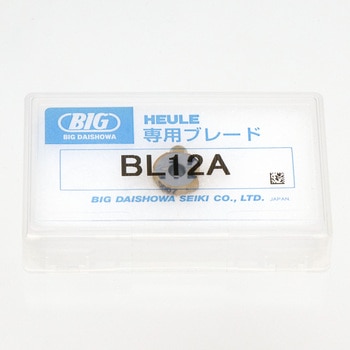 BIG
BIG DAISHOWA
HEULE
専用ブレード
BL12A
BIG DAISHOWA SEIKI CO., LTD.
JAPAN